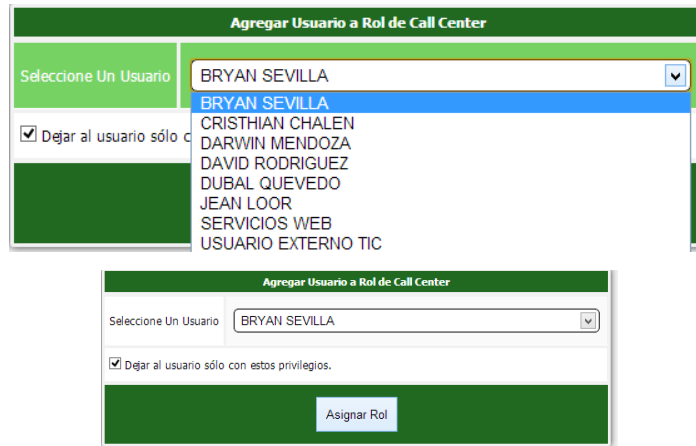 Agregar Usuario a Rol de Call Center
Seleccione Un Usuario BRYAN SEVILLA
BRYAN SEVILLA
CRISTHIAN CHALEN
DARWIN MENDOZA
DAVID RODRIGUEZ
DUBAL QUEVEDO
JEAN LOOR
SERVICIOS WEB
USUARIO EXTERNO TIC
Dejar al usuario sólo c
Agregar Usuario a Rol de Call Center
Seleccione Un Usuario BRYAN SEVILLA
Dejar al usuario sólo con estos privilegios.
Asignar Rol